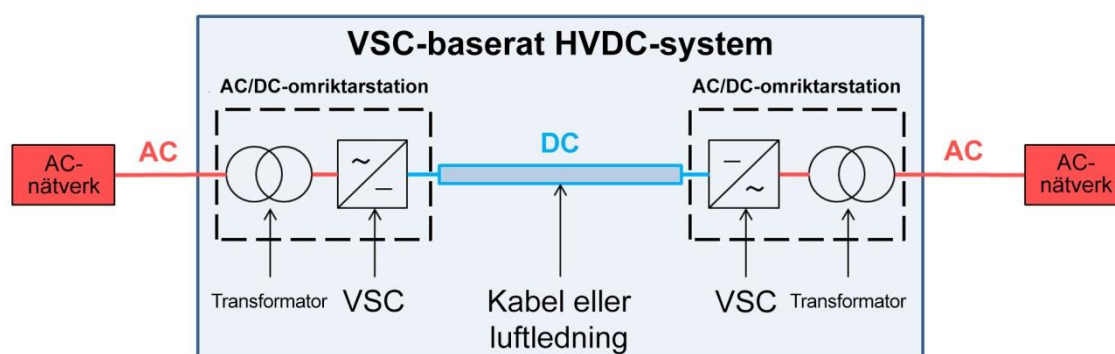 VSC-baserat HVDC-system
AC/DC-omriktarstation
AC/DC-omriktarstation
AC-
nätverk
AC
DC
AC
AC-
nätverk
Transformator
VSC
Kabel eller
luftledning
VSC
Transformator